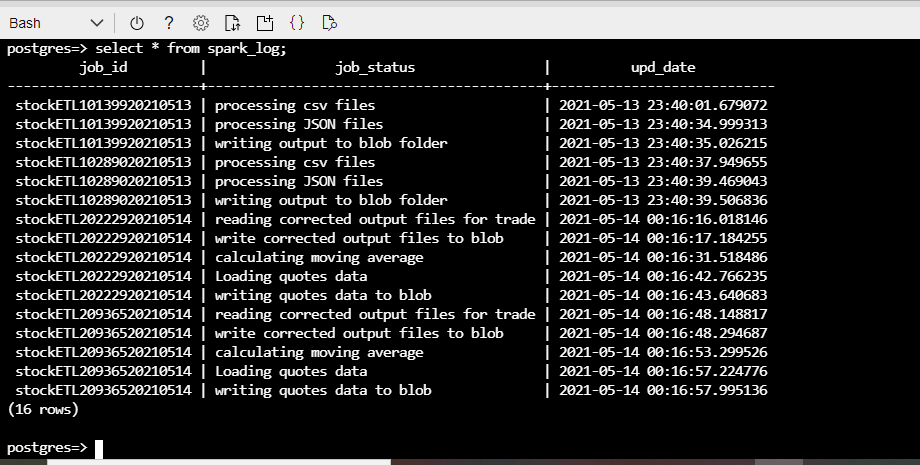 Bash
postgres=> select * from spark_log;
job_id | job_status | upd_date
-------------------------+------------------------------------------+----------------------------
stockETL10139920210513 | processing csv files | 2021-05-13 23:40:01.679072
stockETL10139920210513 | processing JSON files | 2021-05-13 23:40:34.999313
stockETL10139920210513 | writing output to blob folder | 2021-05-13 23:40:35.026215
stockETL10289020210513 | processing csv files | 2021-05-13 23:40:37.949655
stockETL10289020210513 | processing JSON files | 2021-05-13 23:40:39.469043
stockETL10289020210513 | writing output to blob folder | 2021-05-13 23:40:39.506836
stockETL20222920210514 | reading corrected output files for trade | 2021-05-14 00:16:16.018146
stockETL20222920210514 | write corrected output files to blob | 2021-05-14 00:16:17.184255
stockETL20222920210514 | calculating moving average | 2021-05-14 00:16:31.518486
stockETL20222920210514 | Loading quotes data | 2021-05-14 00:16:42.766235
stockETL20222920210514 | writing quotes data to blob | 2021-05-14 00:16:43.640683
stockETL20936520210514 | reading corrected output files for trade | 2021-05-14 00:16:48.148817
stockETL20936520210514 | write corrected output files to blob | 2021-05-14 00:16:48.294687
stockETL20936520210514 | calculating moving average | 2021-05-14 00:16:53.299526
stockETL20936520210514 | Loading quotes data | 2021-05-14 00:16:57.224776
stockETL20936520210514 | writing quotes data to blob | 2021-05-14 00:16:57.995136
(16 rows)
postgres=>